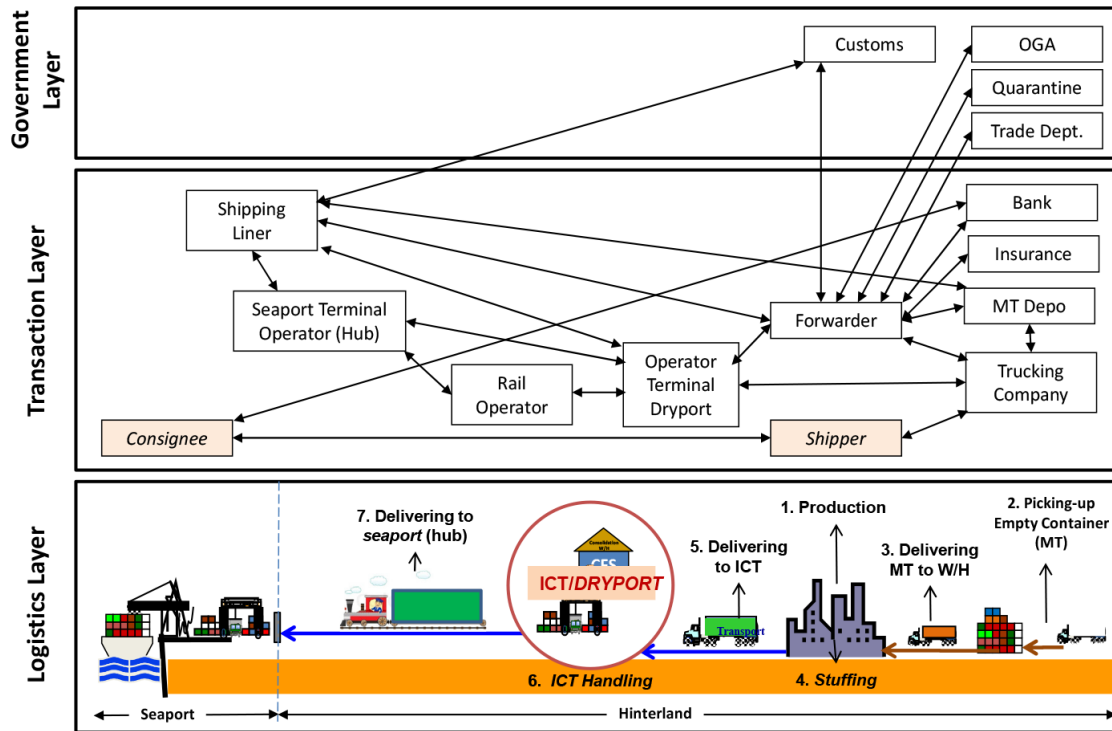 Government
Layer
Customs
OGA
Quarantine
Trade Dept.
Transaction Layer
Shipping
Liner
Bank
Insurance
Seaport Terminal
Operator (Hub)
Forwarder
MT Depo
Rail
Operator
Operator
Terminal
Dryport
Trucking
Company
Consignee
Shipper
Logistics Layer
7. Delivering to
seaport (hub)
Consolidation
W/H
CFS
ICT/DRYPORT
5. Delivering
to ICT
Transport
1. Production
3. Delivering
MT to W/H
2. Picking-up
Empty Container
(MT)
6. ICT Handling
4. Stuffing
Seaport
Hinterland